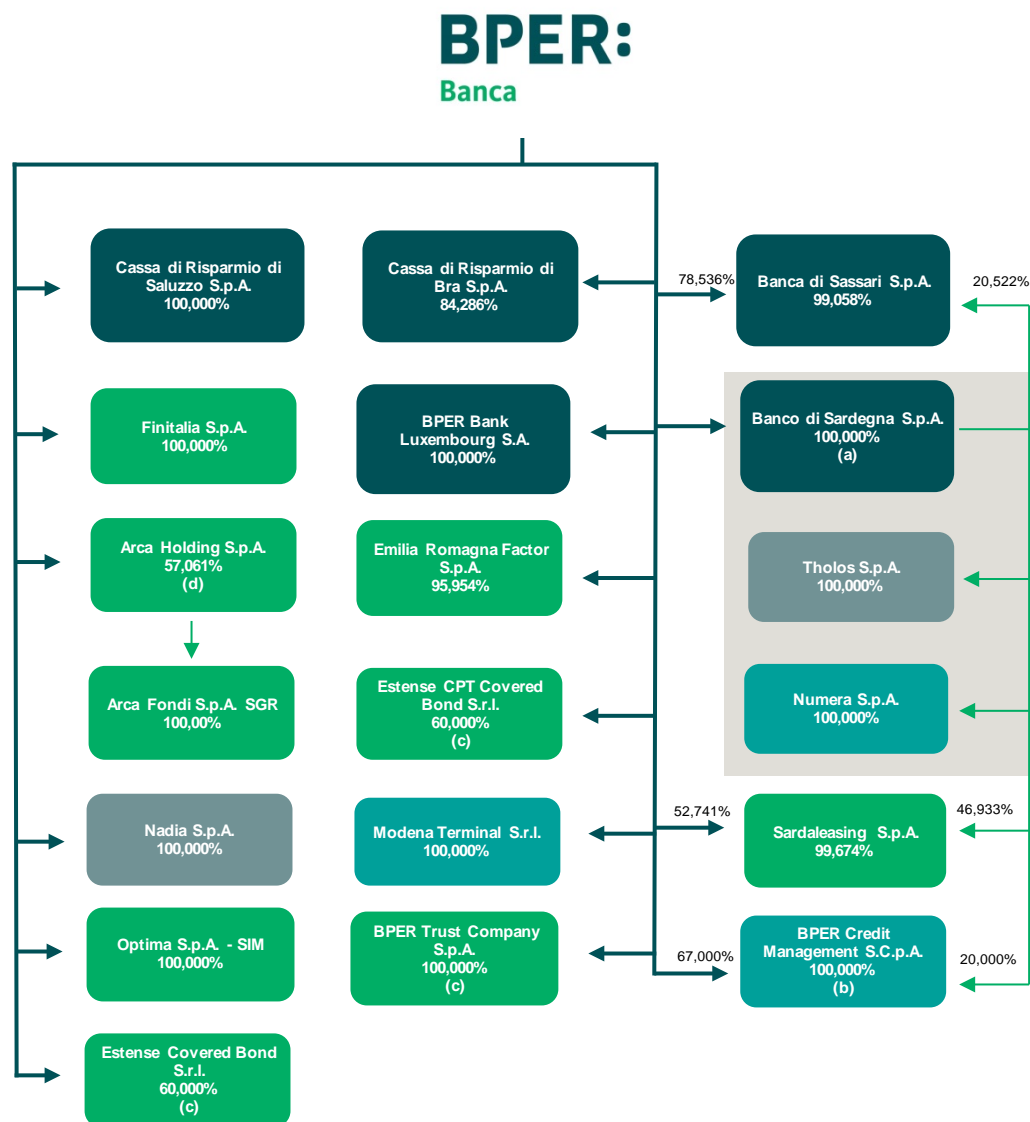 BPER:
Banca
Cassa di Risparmio di
Saluzzo S.p.A.
100,000%
Cassa di Risparmio di
Bra S.p.A.
84,286%
78,536%
Banca di Sassari S.p.A.
99,058%
20,522%
Finitalia S.p.A.
100,000%
BPER Bank
Luxembourg S.A.
100,000%
Banco di Sardegna S.p.A.
100,000%
(a)
Arca Holding S.p.A.
57,061%
(d)
Emilia Romagna Factor
S.p.A.
95,954%
Tholos S.p.A.
100,000%
Arca Fondi S.p.A. SGR
100,00%
Estense CPT Covered
Bond S.r.l.
60,000%
(c)
Numera S.p.A.
100,000%
Nadia S.p.A.
100,000%
Modena Terminal S.r.l.
100,000%
52,741%
Sardaleasing S.p.A.
99,674%
46,933%
Optima S.p.A. - SIM
100,000%
BPER Trust Company
S.p.A.
100,000%
(c)
67,000%
BPER Credit
Management S.C.p.A.
100,000%
(b)
20,000%
Estense Covered Bond
S.r.l.
60,000%
(c)